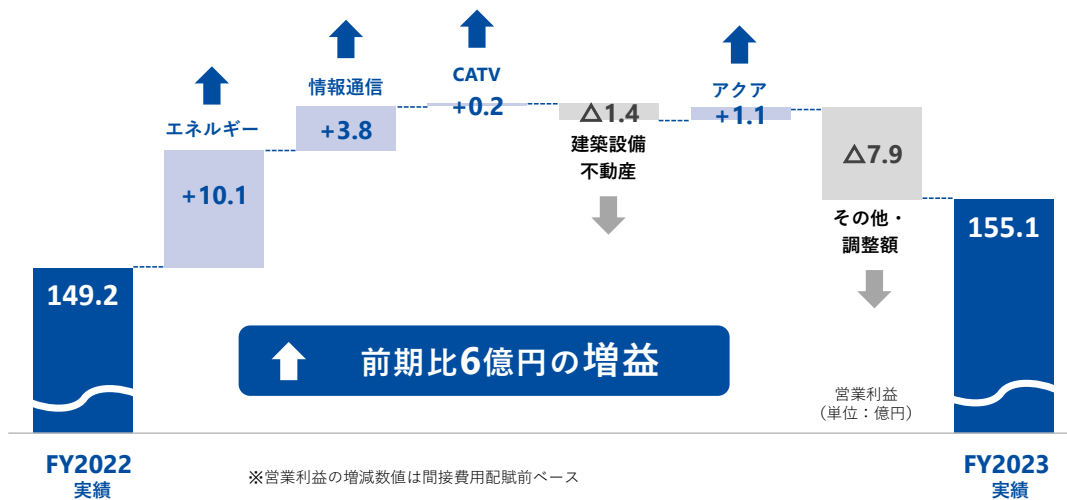 エネルギー
+10.1
情報通信
+3.8
CATV
+0.2
△1.4
建築設備
不動産
アクア
+1.1
△7.9
その他・
調整額
149.2
155.1
前期比6億円の増益
営業利益
（単位：億円）
FY2022
実績
※営業利益の増減数値は間接費用配賦前ベース
FY2023
実績